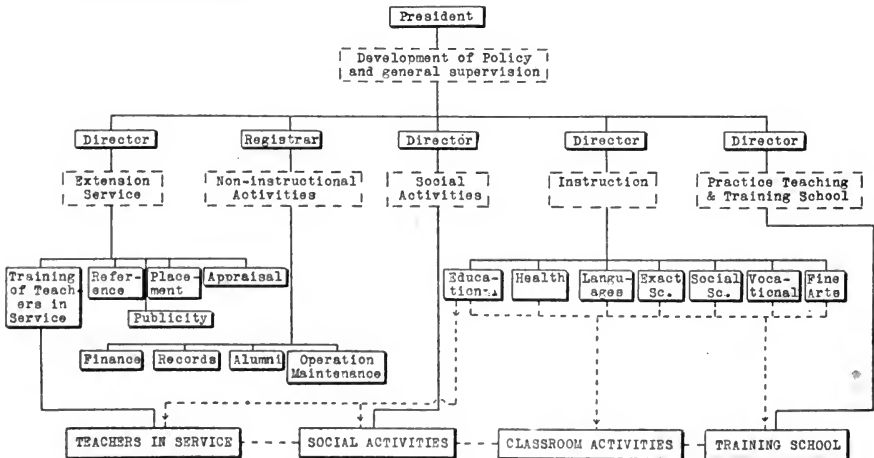 President
Development of Policy
and general supervision
Director
Registrar
Director
Director
Director
Extension
Service
Non-instructional
Activities
Social
Activities
Instruction
Practice Teaching
& Training School
Training
of Teach-
ers in
Service
Refer-
ence
Place-
ment
Appraisal
Publicity
Educa-
tional
Health
Langu-
ages
Exact
Sc.
Social
Sc.
Voca-
tional
Fine
Arts
Finance
Records
Alumni
Operation
Maintenance
TEACHERS IN SERVICE
SOCIAL ACTIVITIES
CLASSROOM ACTIVITIES
TRAINING SCHOOL